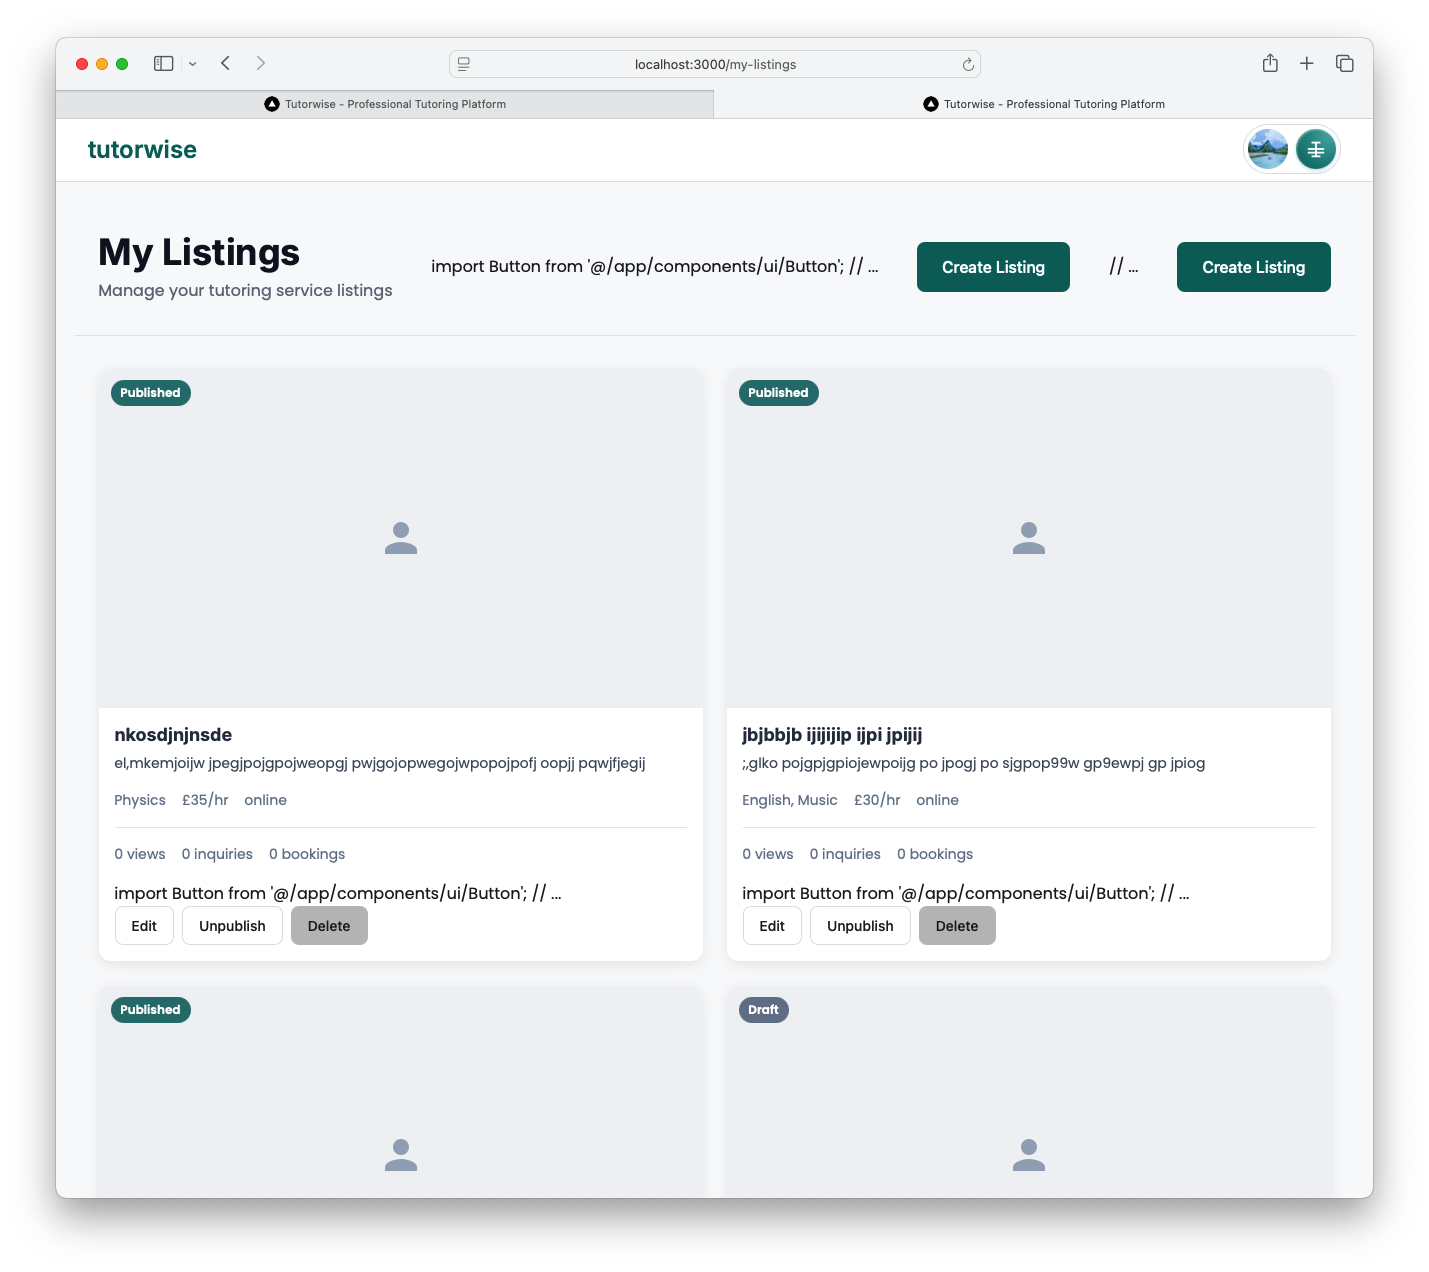 localhost:3000/my-listings
Tutorwise - Professional Tutoring Platform
Tutorwise - Professional Tutoring Platform
tutorwise
My Listings
Manage your tutoring service listings
import Button from '@/app/components/ui/Button'; // ...
Create Listing
// ...
Create Listing
Published
nkosdjnjnsde
el,mkemjoijw jpegjpojgpojweopgj pwjgojopwegojwpopojpofj oopjj pqwjfjegij
Physics £35/hr online
0 views 0 inquiries 0 bookings
import Button from '@/app/components/ui/Button'; // ...
Edit Unpublish Delete
Published
jbjbbjb ijijijip ijpi jpijij
;,glko pojgpjgpiojewpoijg po jpogj po sjgpop99w gp9ewpj gp jpiog
English, Music £30/hr online
0 views 0 inquiries 0 bookings
import Button from '@/app/components/ui/Button'; // ...
Edit Unpublish Delete
Published
Draft